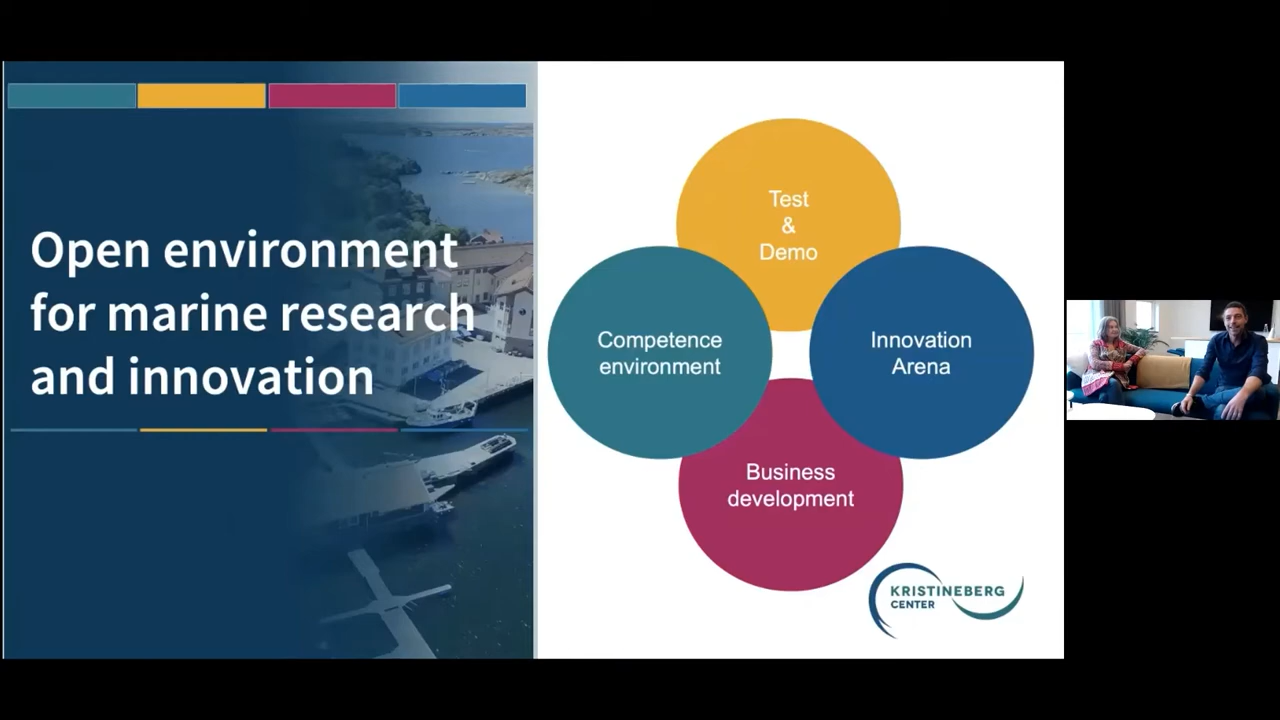 Open environment
for marine research
and innovation
Test
&
Demo
Competence
environment
Innovation
Arena
Business
development
KRISTINEBERG
CENTER